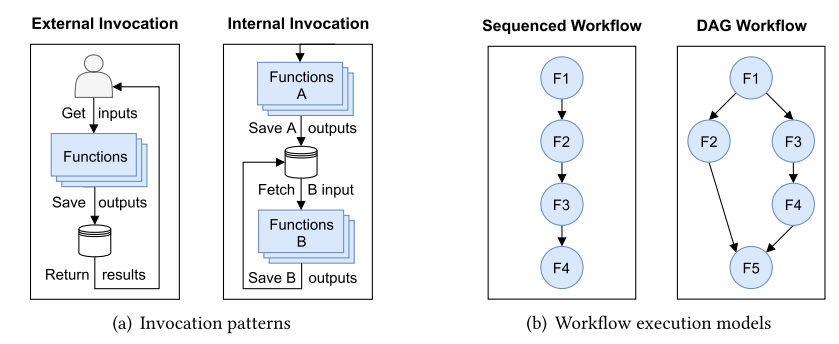 External Invocation
Get inputs
Functions
Save outputs
Return results
Internal Invocation
Functions
A
Save A outputs
Fetch B input
Functions
B
Save B outputs
(a) Invocation patterns
Sequenced Workflow
F1
F2
F3
F4
DAG Workflow
F1
F2 F3
F4
F5
(b) Workflow execution models